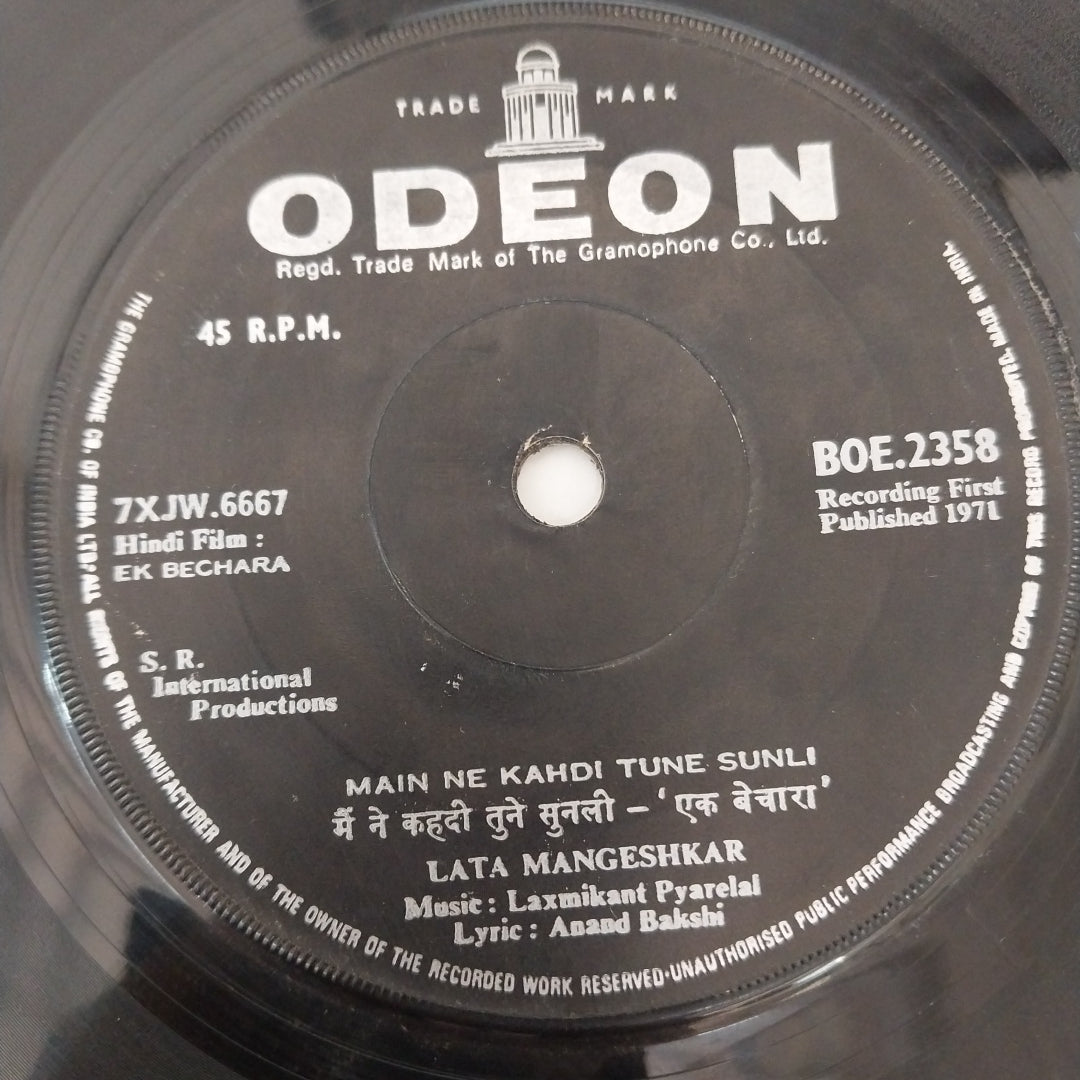 TRADE MARK
ODEON
Regd. Trade Mark of The Gramophone Co., Ltd.
45 R.P.M.
7XJW.6667
Hindi Film :
EK BECHARA
BOE.2358
Recording First
Published 1971
S. R.
International
Productions
MAIN NE KAHDI TUNE SUNLI
मैं ने कहदी तुने सुनली – 'एक बेचारा'
LATA MANGESHKAR
Music : Laxmikant Pyarelal
Lyric : Anand Bakshi
THE GRAMOPHONE CO. OF INDIA LTD. ALL RIGHTS OF THE MANUFACTURER AND OF THE OWNER OF THE RECORDED WORK RESERVED·UNAUTHORISED PUBLIC PERFORMANCE BROADCASTING AND COPYING OF THIS RECORD PROHIBITED. MADE IN INDIA